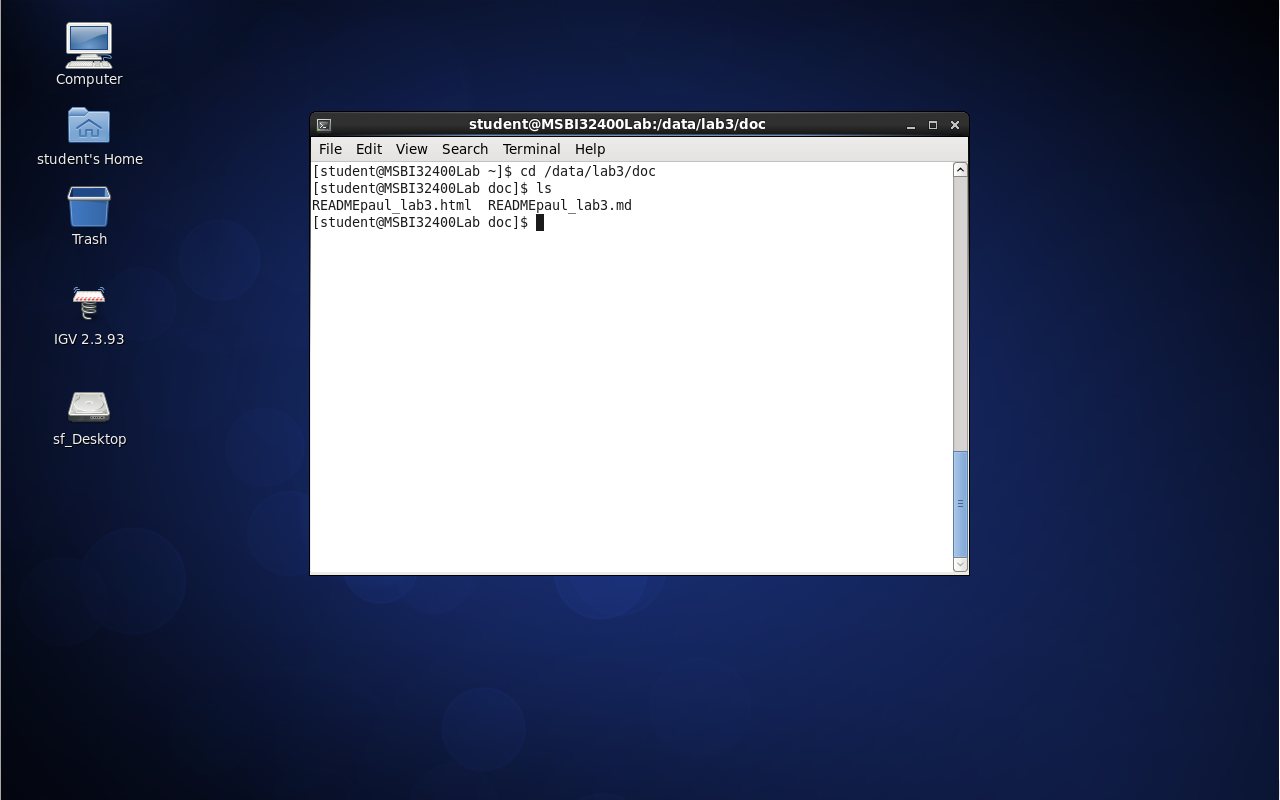 Computer
student's Home
Trash
IGV 2.3.93
sf_Desktop
student@MSBI32400Lab:/data/lab3/doc
File Edit View Search Terminal Help
[student@MSBI32400Lab ~]$ cd /data/lab3/doc
[student@MSBI32400Lab doc]$ ls
READMEpaul_lab3.html  READMEpaul_lab3.md
[student@MSBI32400Lab doc]$